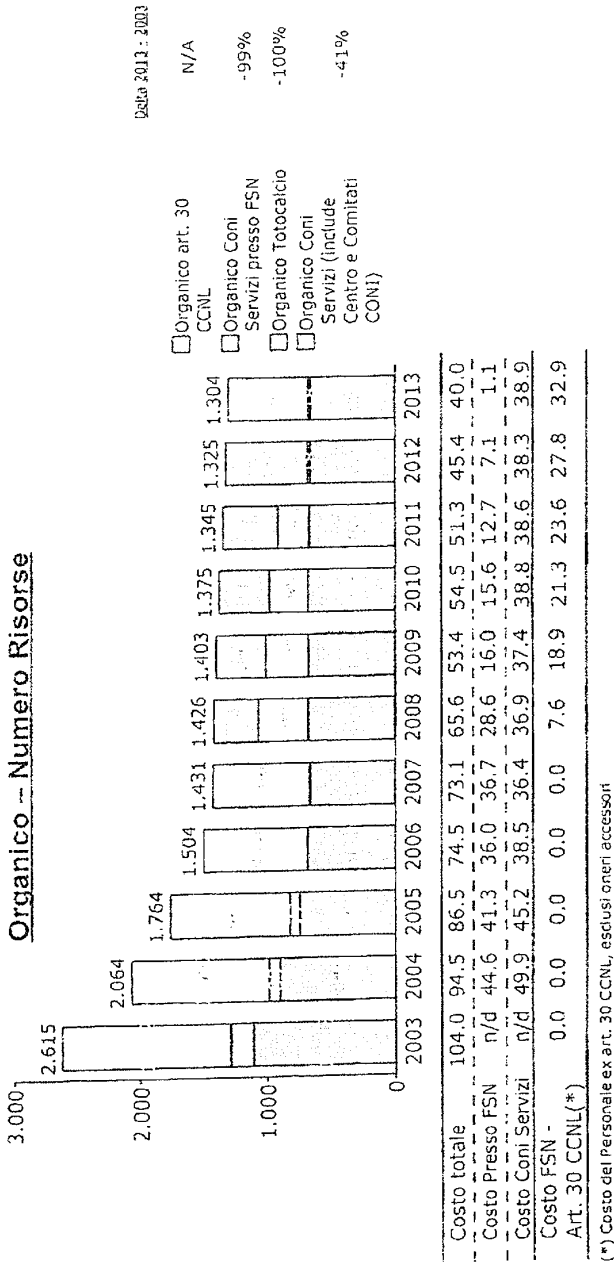 Organico – Numero Risorse
3.000
2.000
1.000
0
2.615
2.064
1.764
1.504
1.431
1.426
1.403
1.375
1.345
1.325
1.304
2003 2004 2005 2006 2007 2008 2009 2010 2011 2012 2013
Delta 2013 : 2003
Organico art. 30
CCNL
N/A
Organico Coni
Servizi presso FSN
-99%
Organico Totocalcio
-100%
Organico Coni
Servizi (include
Centro e Comitati
CONI)
-41%
Costo totale 104.0 94.5 86.5 74.5 73.1 65.6 53.4 54.5 51.3 45.4 40.0
Costo Presso FSN n/d 44.6 41.3 36.0 36.7 28.6 16.0 15.6 12.7 7.1 1.1
Costo Coni Servizi n/d 49.9 45.2 38.5 36.4 36.9 37.4 38.8 38.6 38.3 38.9
Costo FSN -
Art. 30 CCNL(*) 0.0 0.0 0.0 0.0 0.0 7.6 18.9 21.3 23.6 27.8 32.9
(*) Costo del Personale ex art. 30 CCNL, esclusi oneri accessori